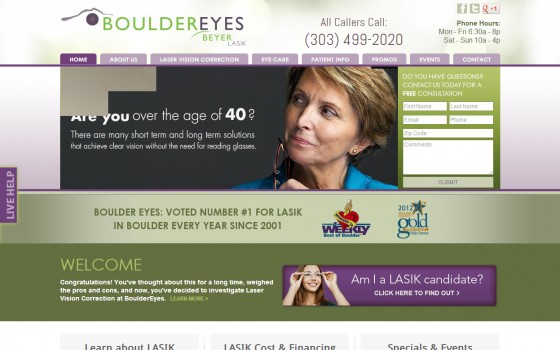 BOULDEREYES
BEYER
LASIK
All Callers Call:
(303) 499-2020
Phone Hours:
Mon - Fri 6:30a - 8p
Sat - Sun 10a - 4p
HOME
ABOUT US
LASER VISION CORRECTION
EYE CARE
PATIENT INFO
PROMOS
EVENTS
CONTACT
Are you over the age of 40?
There are many short term and long term solutions
that achieve clear vision without the need for reading glasses.
DO YOU HAVE QUESTIONS?
CONTACT US TODAY FOR A
FREE CONSULTATION
First Name
Last Name
Email
Phone
Zip Code
Comments
SUBMIT
LIVE HELP
BOULDER EYES: VOTED NUMBER #1 FOR LASIK
IN BOULDER EVERY YEAR SINCE 2001
WEEKLY
Best of Boulder
2012
gold
WELCOME
Congratulations! You've thought about this for a long time, weighed
the pros and cons, and now, you've decided to investigate Laser
Vision Correction at BoulderEyes. LEARN MORE >
Am I a LASIK candidate?
CLICK HERE TO FIND OUT >
Learn about LASIK
LASIK Cost & Financing
Specials & Events